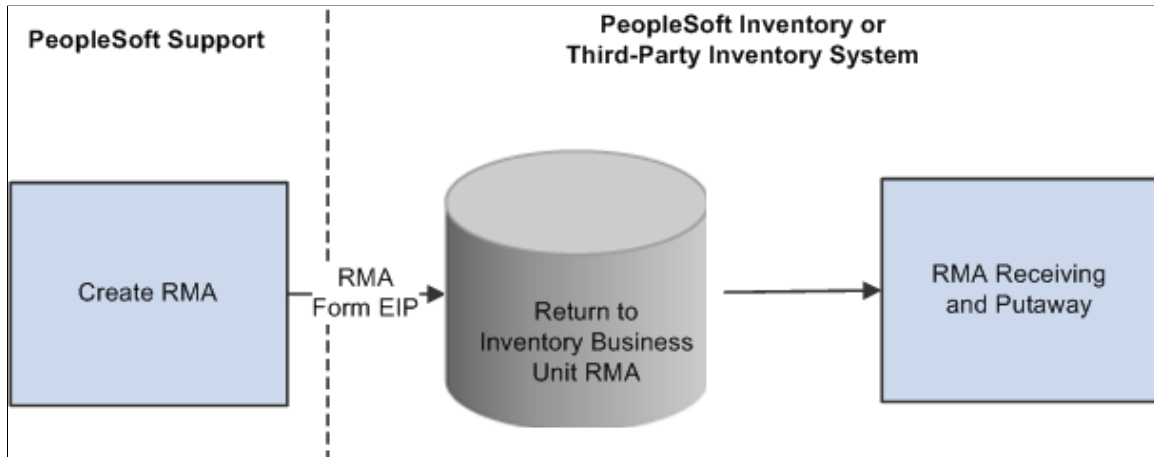 PeopleSoft Support
PeopleSoft Inventory or
Third-Party Inventory System
Create RMA
RMA
Form EIP
Return to
Inventory Business
Unit RMA
RMA Receiving
and Putaway